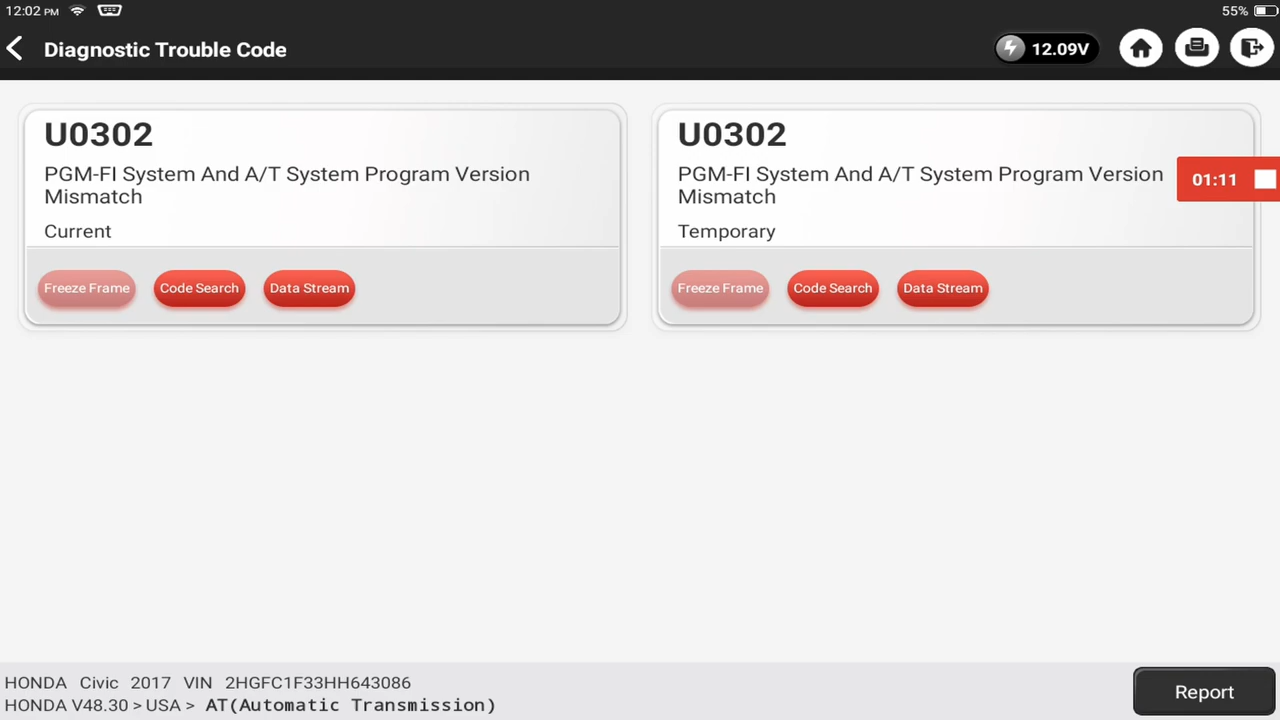 12:02 PM
55%
Diagnostic Trouble Code
12.09V
U0302
PGM-FI System And A/T System Program Version
Mismatch
Current
Freeze Frame Code Search Data Stream
U0302
PGM-FI System And A/T System Program Version
Mismatch
Temporary
Freeze Frame Code Search Data Stream
01:11
HONDA Civic 2017 VIN 2HGFC1F33HH643086
HONDA V48.30 > USA > AT(Automatic Transmission)
Report